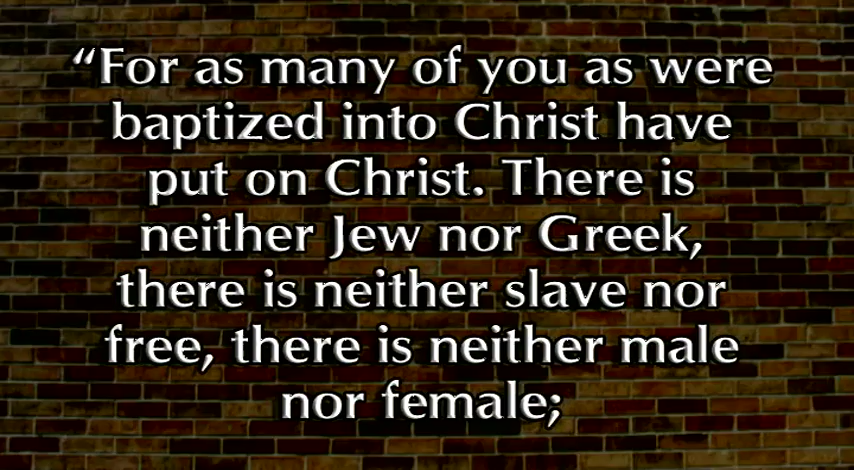 “For as many of you as were
baptized into Christ have
put on Christ. There is
neither Jew nor Greek,
there is neither slave nor
free, there is neither male
nor female;